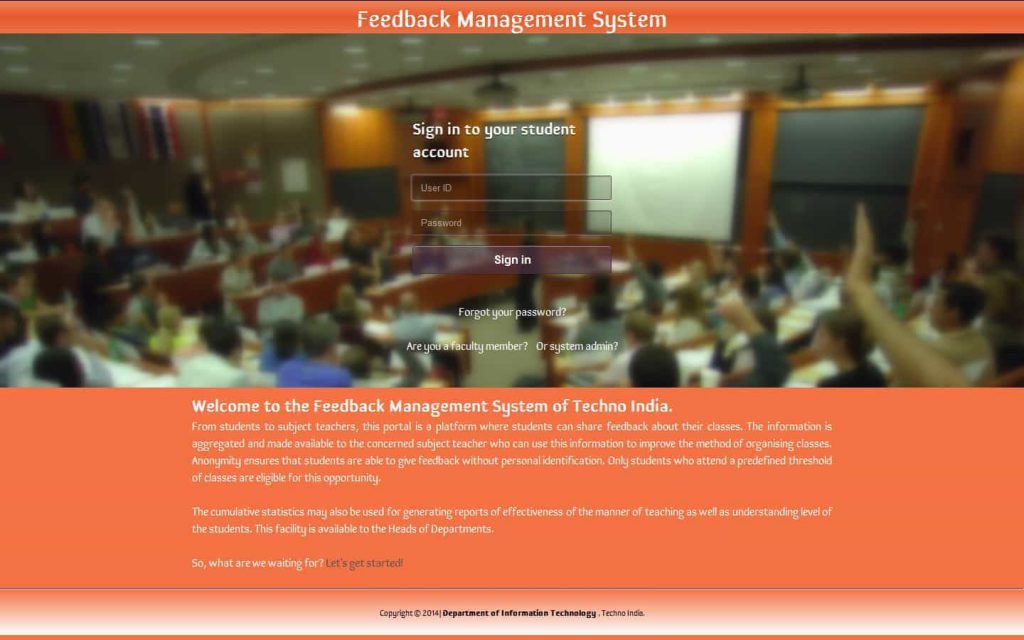 Feedback Management System
Sign in to your student
account
User ID
Password
Sign in
Forgot your password?
Are you a faculty member? Or system admin?
Welcome to the Feedback Management System of Techno India.
From students to subject teachers, this portal is a platform where students can share feedback about their classes. The information is
aggregated and made available to the concerned subject teacher who can use this information to improve the method of organising classes.
Anonymity ensures that students are able to give feedback without personal identification. Only students who attend a predefined threshold
of classes are eligible for this opportunity.
The cumulative statistics may also be used for generating reports of effectiveness of the manner of teaching as well as understanding level of
the students. This facility is available to the Heads of Departments.
So, what are we waiting for? Let's get started!
Copyright © 2014| Department of Information Technology , Techno India.